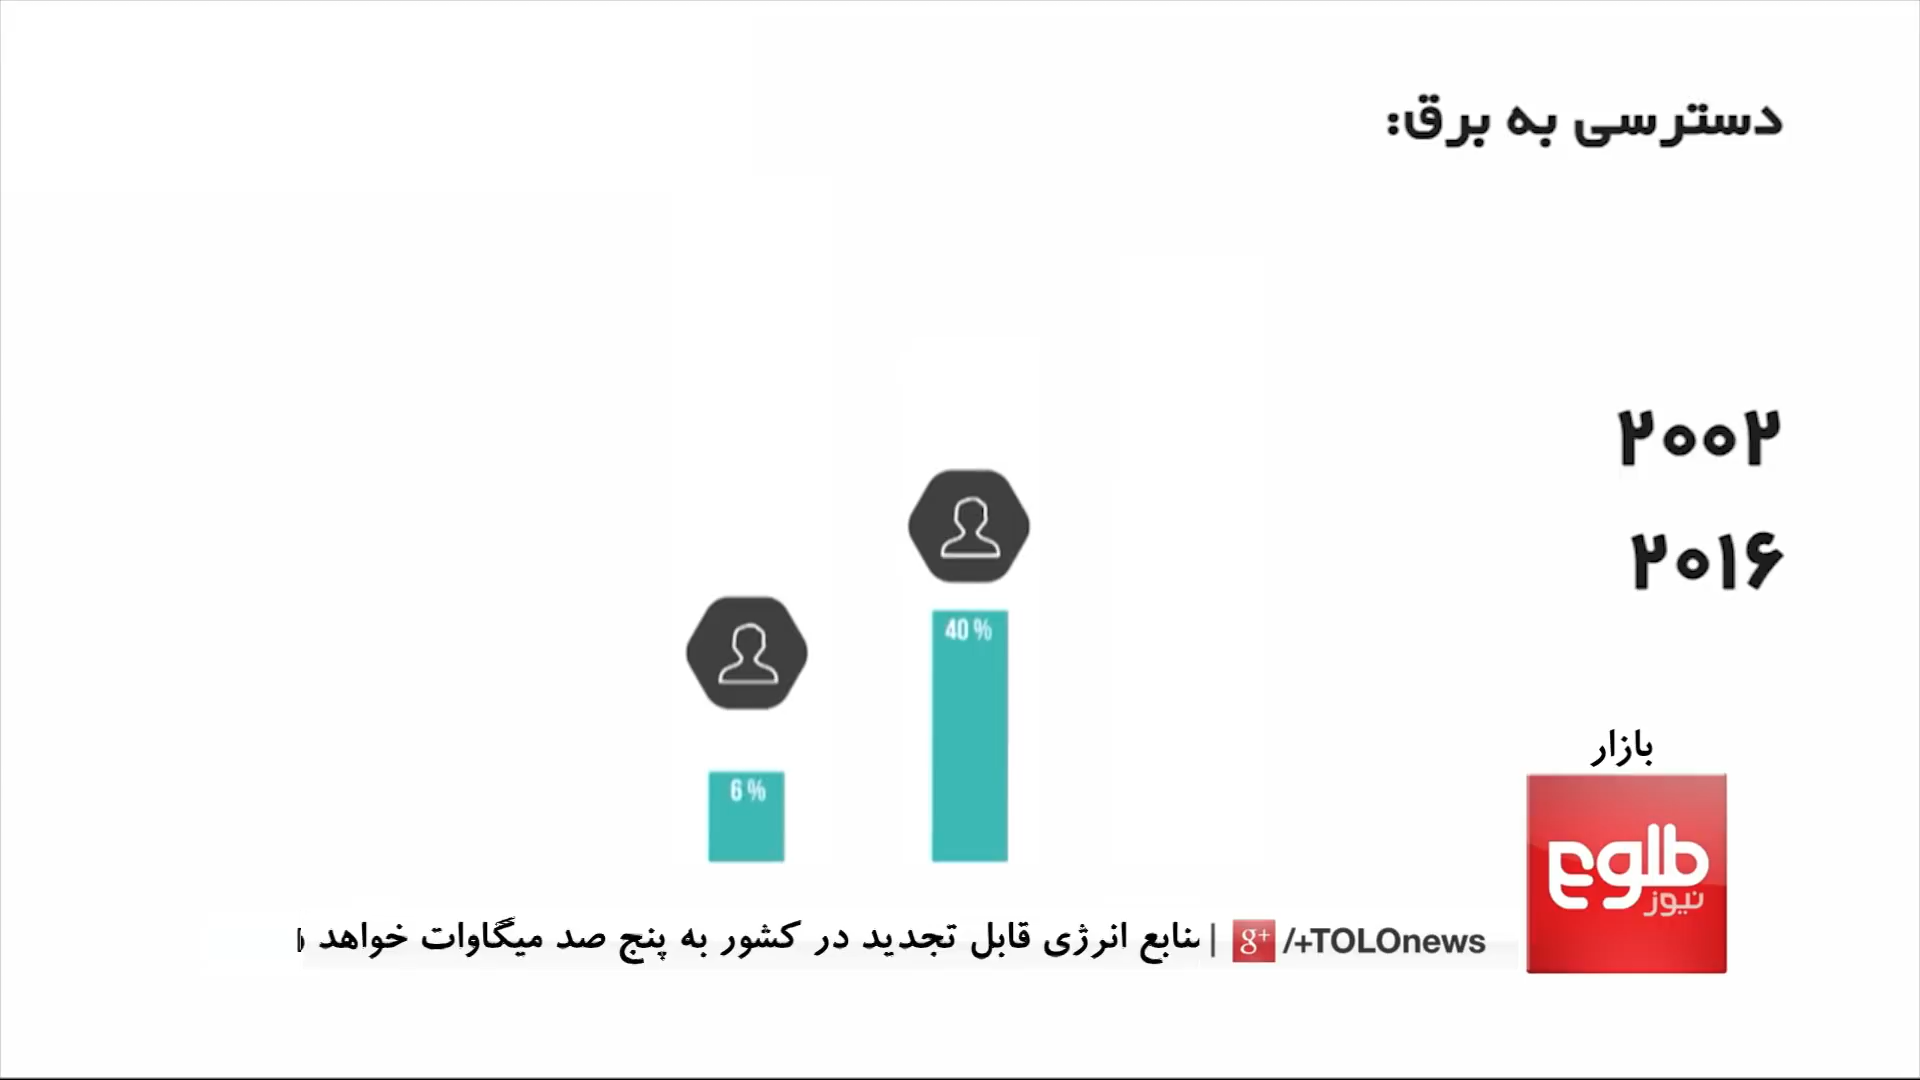 دسترسی به برق:
۲۰۰۲
۲۰۱۶
40 %
6 %
بازار
طلوع
نیوز
g+ /+TOLOnews | منابع انرژی قابل تجدید در کشور به پنج صد میگاوات خواهد